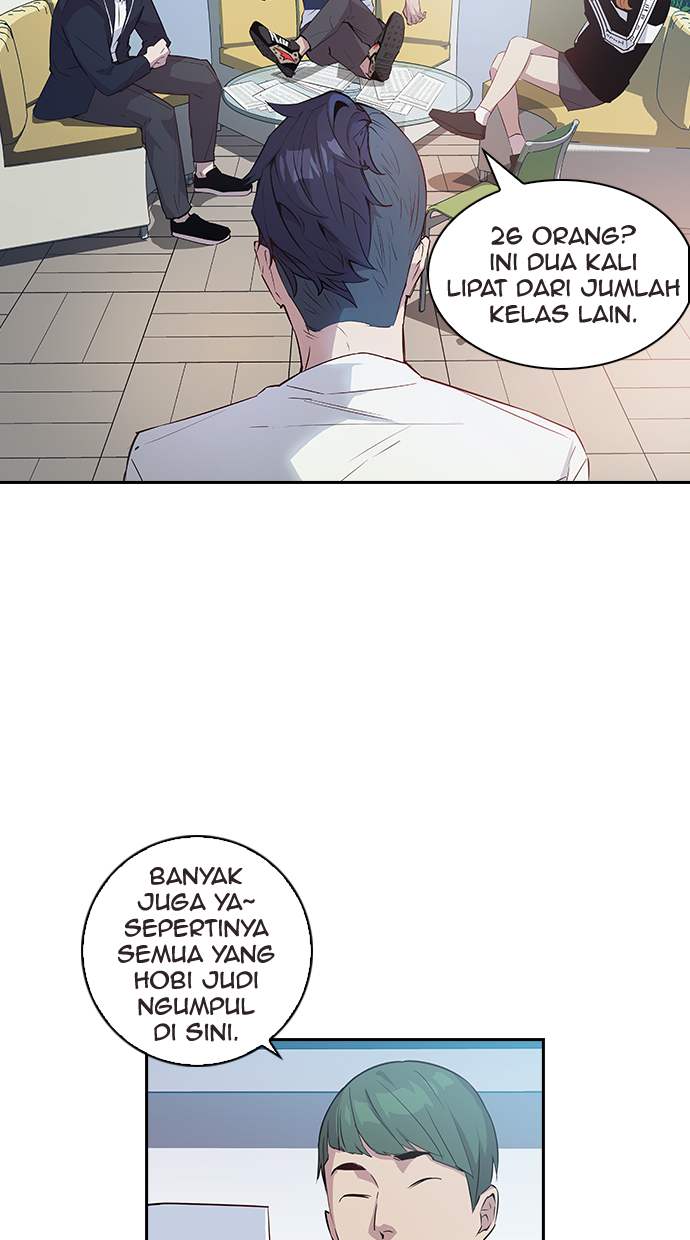 26 ORANG?
INI DUA KALI
LIPAT DARI JUMLAH
KELAS LAIN.
BANYAK
JUGA YA~
SEPERTINYA
SEMUA YANG
HOBI JUDI
NGUMPUL
DI SINI.